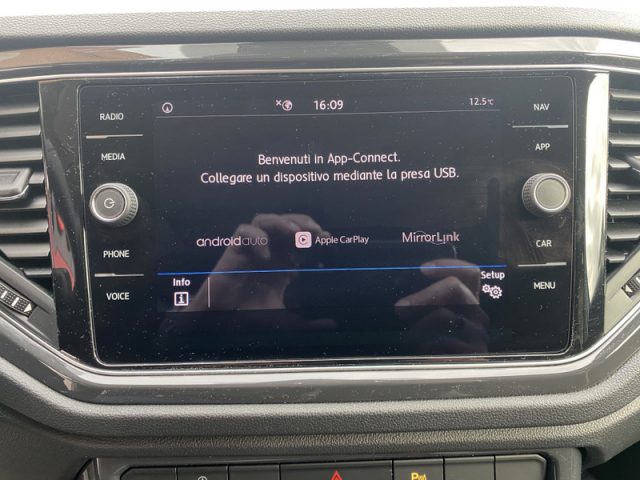 16:09
12.5°C
RADIO
MEDIA
PHONE
VOICE
Benvenuti in App-Connect.
Collegare un dispositivo mediante la presa USB.
androidauto
Apple CarPlay
MirrorLink
Info
Setup
NAV
APP
CAR
MENU